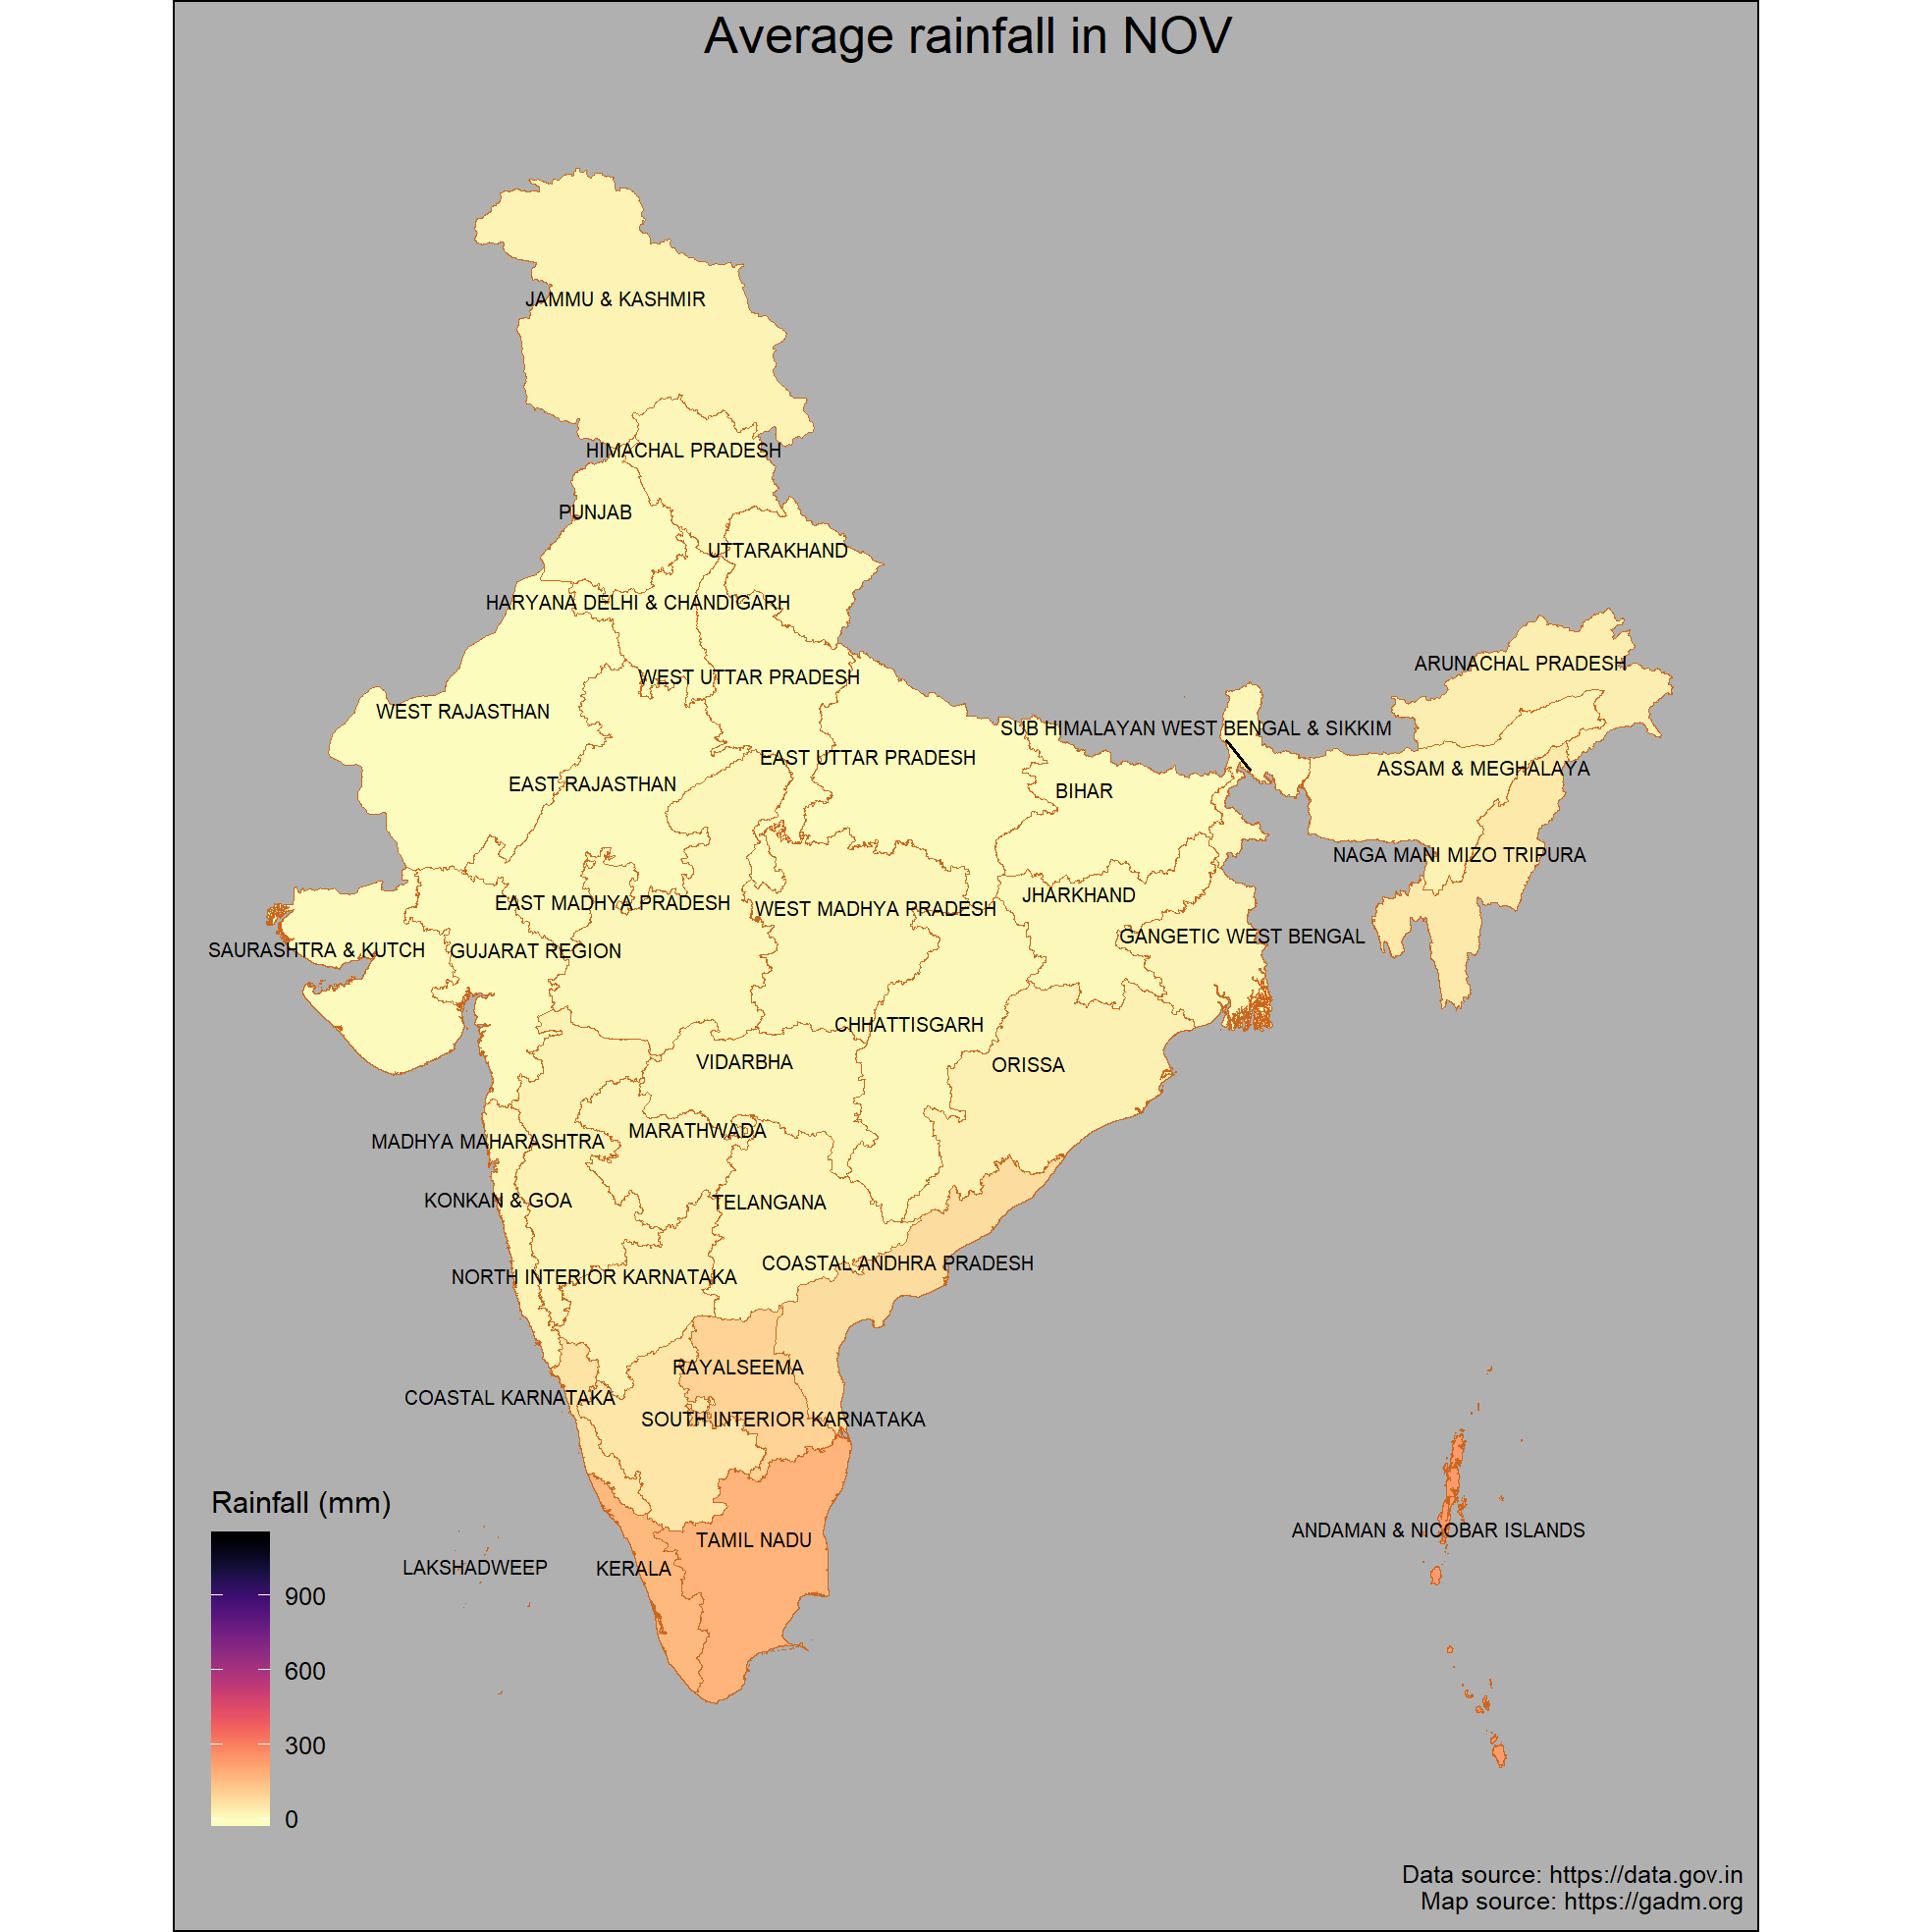 Average rainfall in NOV
JAMMU & KASHMIR
HIMACHAL PRADESH
PUNJAB
UTTARAKHAND
HARYANA DELHI & CHANDIGARH
ARUNACHAL PRADESH
WEST UTTAR PRADESH
WEST RAJASTHAN
SUB HIMALAYAN WEST BENGAL & SIKKIM
EAST UTTAR PRADESH
ASSAM & MEGHALAYA
EAST RAJASTHAN
BIHAR
NAGA MANI MIZO TRIPURA
JHARKHAND
EAST MADHYA PRADESH
WEST MADHYA PRADESH
GANGETIC WEST BENGAL
SAURASHTRA & KUTCH
GUJARAT REGION
CHHATTISGARH
VIDARBHA
ORISSA
MARATHWADA
MADHYA MAHARASHTRA
KONKAN & GOA
TELANGANA
COASTAL ANDHRA PRADESH
NORTH INTERIOR KARNATAKA
RAYALSEEMA
COASTAL KARNATAKA
SOUTH INTERIOR KARNATAKA
ANDAMAN & NICOBAR ISLANDS
TAMIL NADU
LAKSHADWEEP
KERALA
Rainfall (mm)
900
600
300
0
Data source: https://data.gov.in
Map source: https://gadm.org